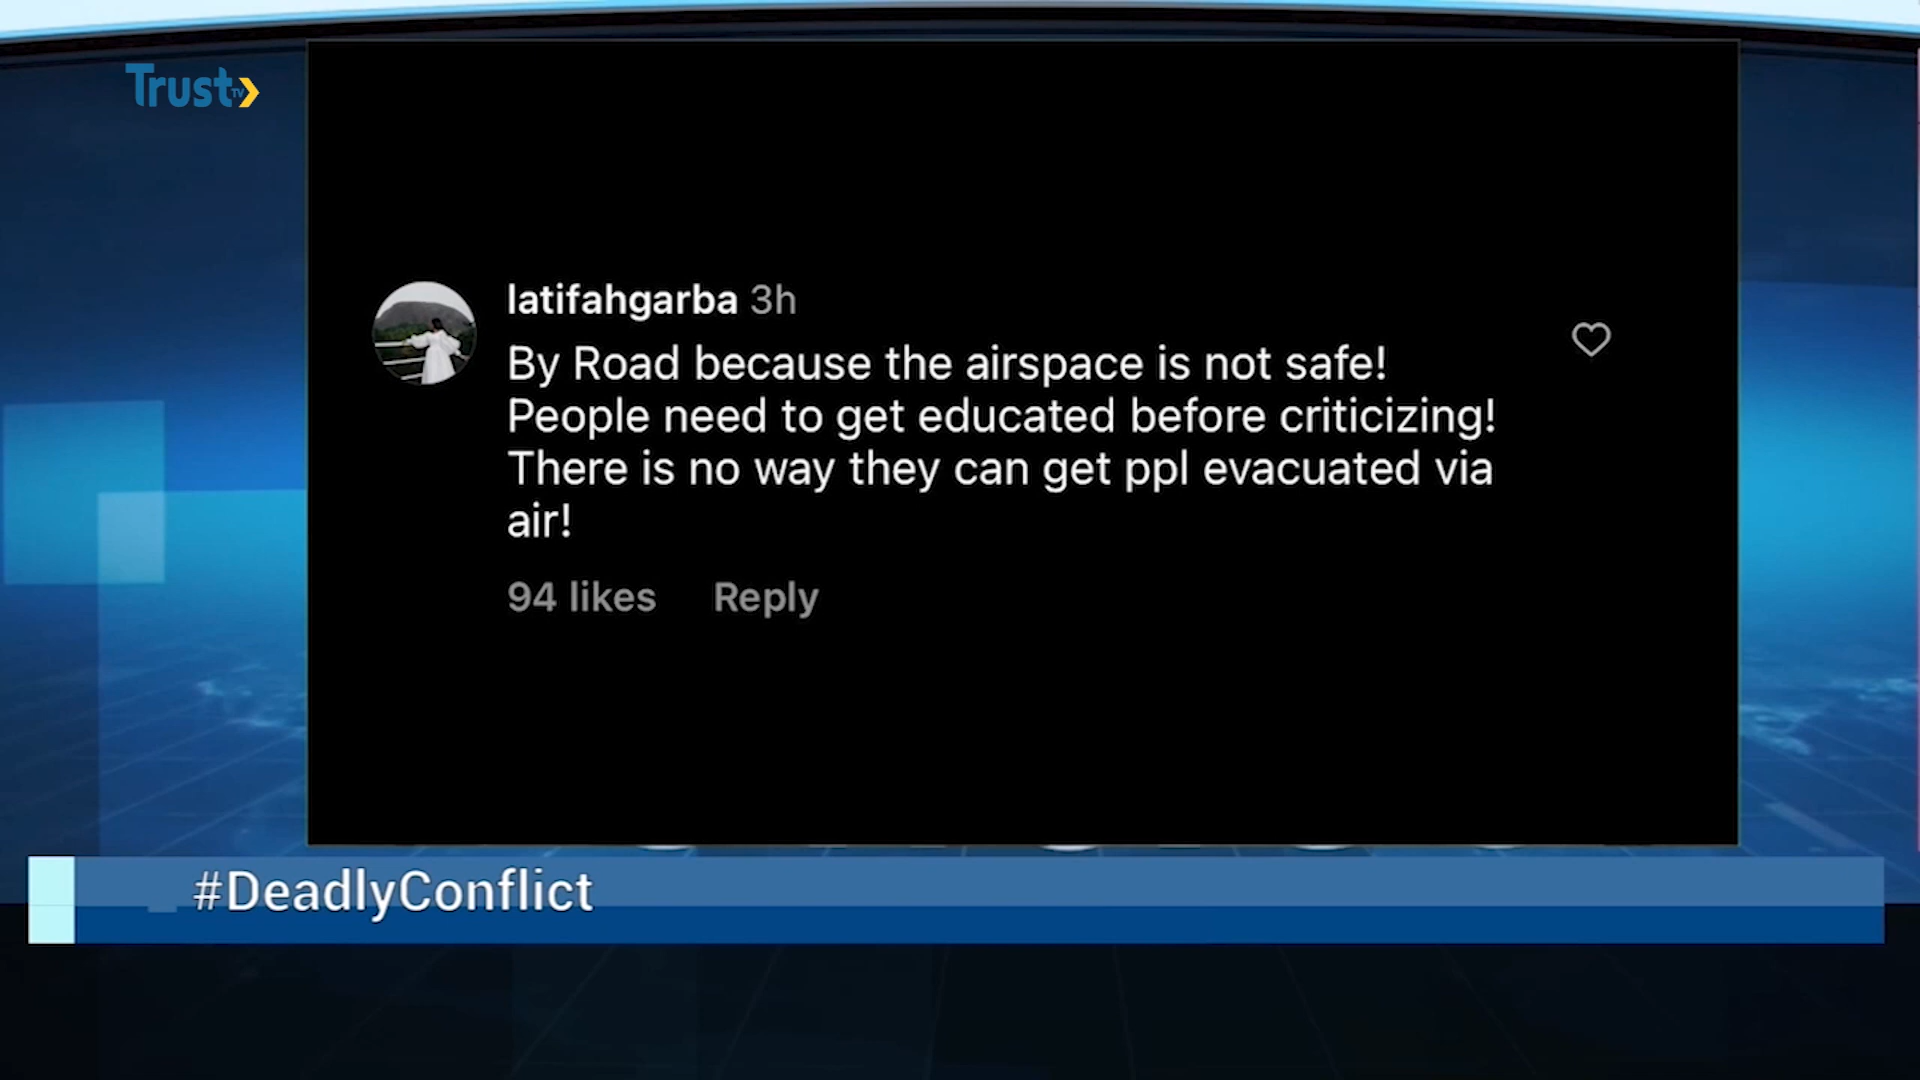 Trust TV
latifahgarba 3h
By Road because the airspace is not safe!
People need to get educated before criticizing!
There is no way they can get ppl evacuated via
air!
94 likes Reply
#DeadlyConflict